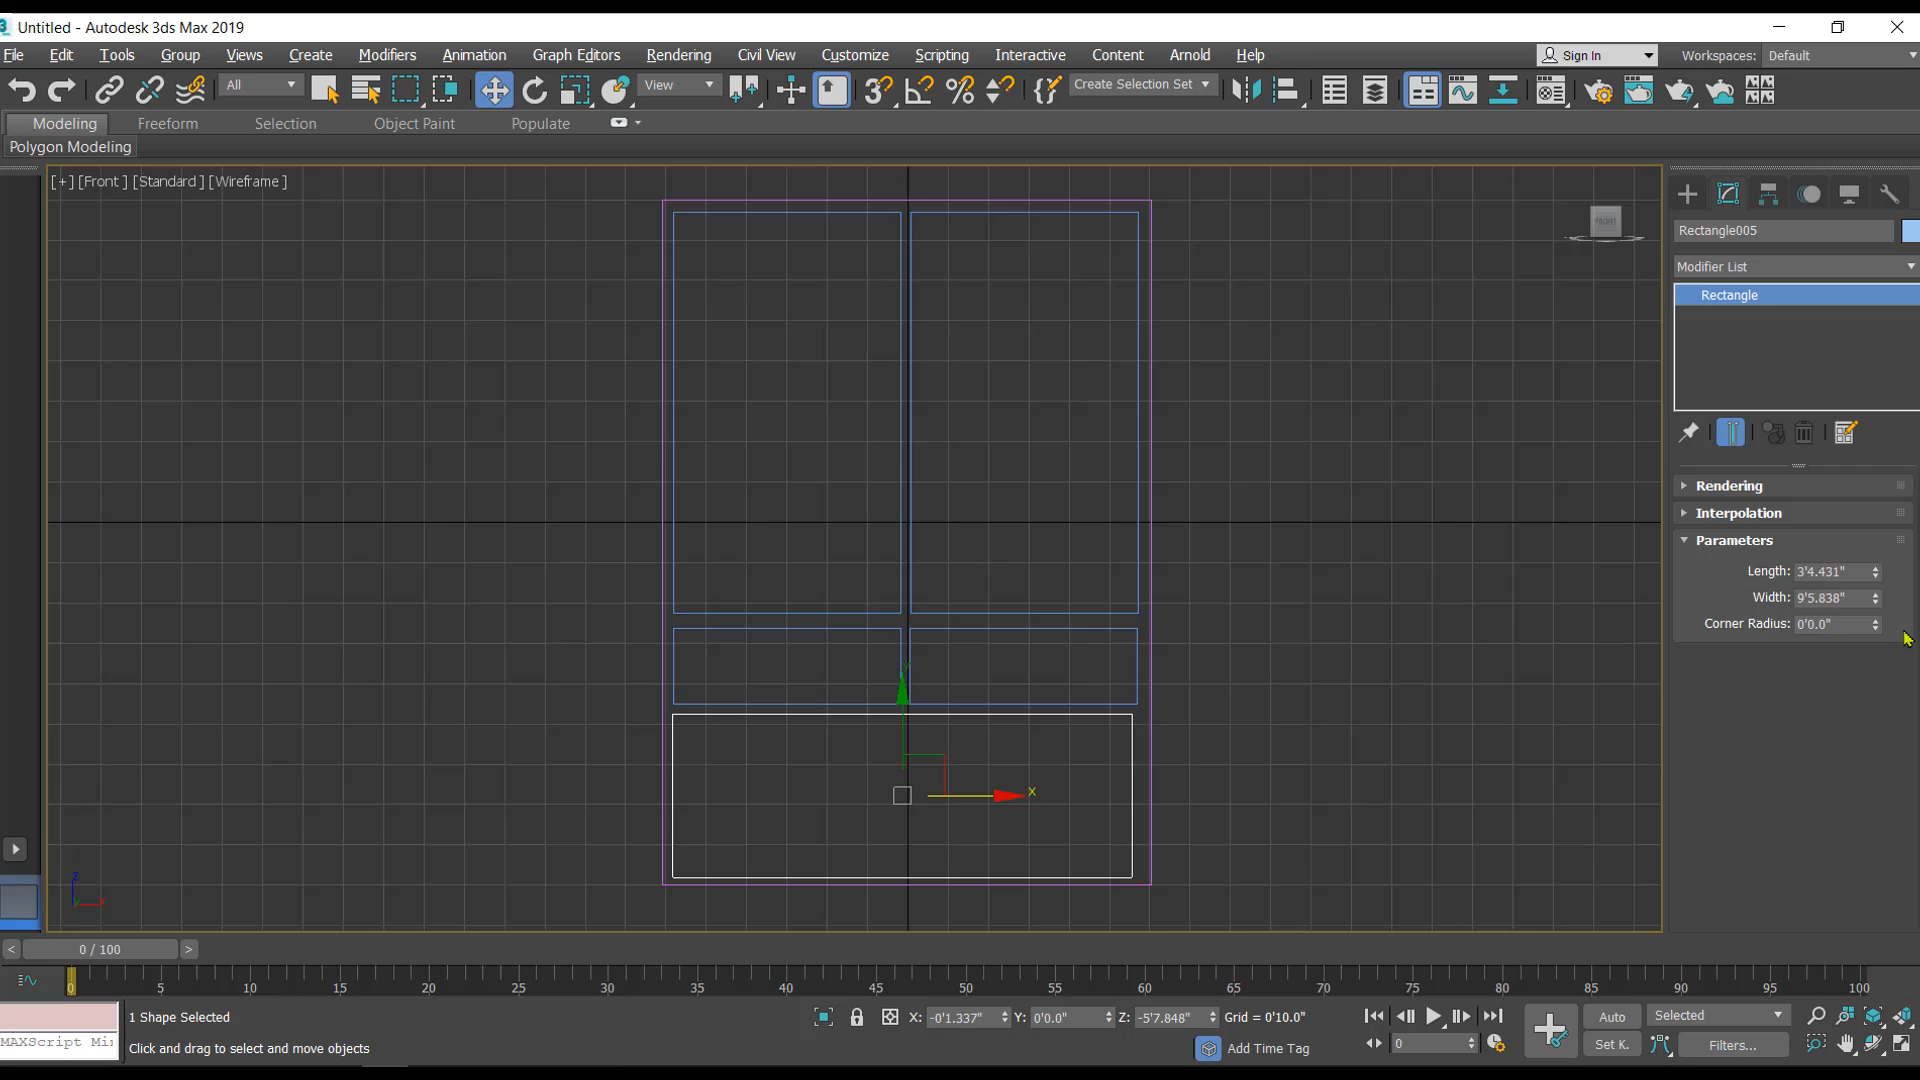 Untitled - Autodesk 3ds Max 2019
File Edit Tools Group Views Create Modifiers Animation Graph Editors Rendering Civil View Customize Scripting Interactive Content Arnold Help Sign In Workspaces: Default
All View Create Selection Set
Modeling Freeform Selection Object Paint Populate
Polygon Modeling
[+] [Front ] [Standard ] [Wireframe ]
FRONT
Rectangle005
Modifier List
Rectangle
Rendering
Interpolation
Parameters
Length: 3'4.431"
Width: 9'5.838"
Corner Radius: 0'0.0"
x
z
x
< 0 / 100 >
0 5 10 15 20 25 30 35 40 45 50 55 60 65 70 75 80 85 90 95 100
1 Shape Selected X: -0'1.337" Y: 0'0.0" Z: -5'7.848" Grid = 0'10.0" Auto Selected
MAXScript Mi Click and drag to select and move objects Add Time Tag 0 Set K. Filters...